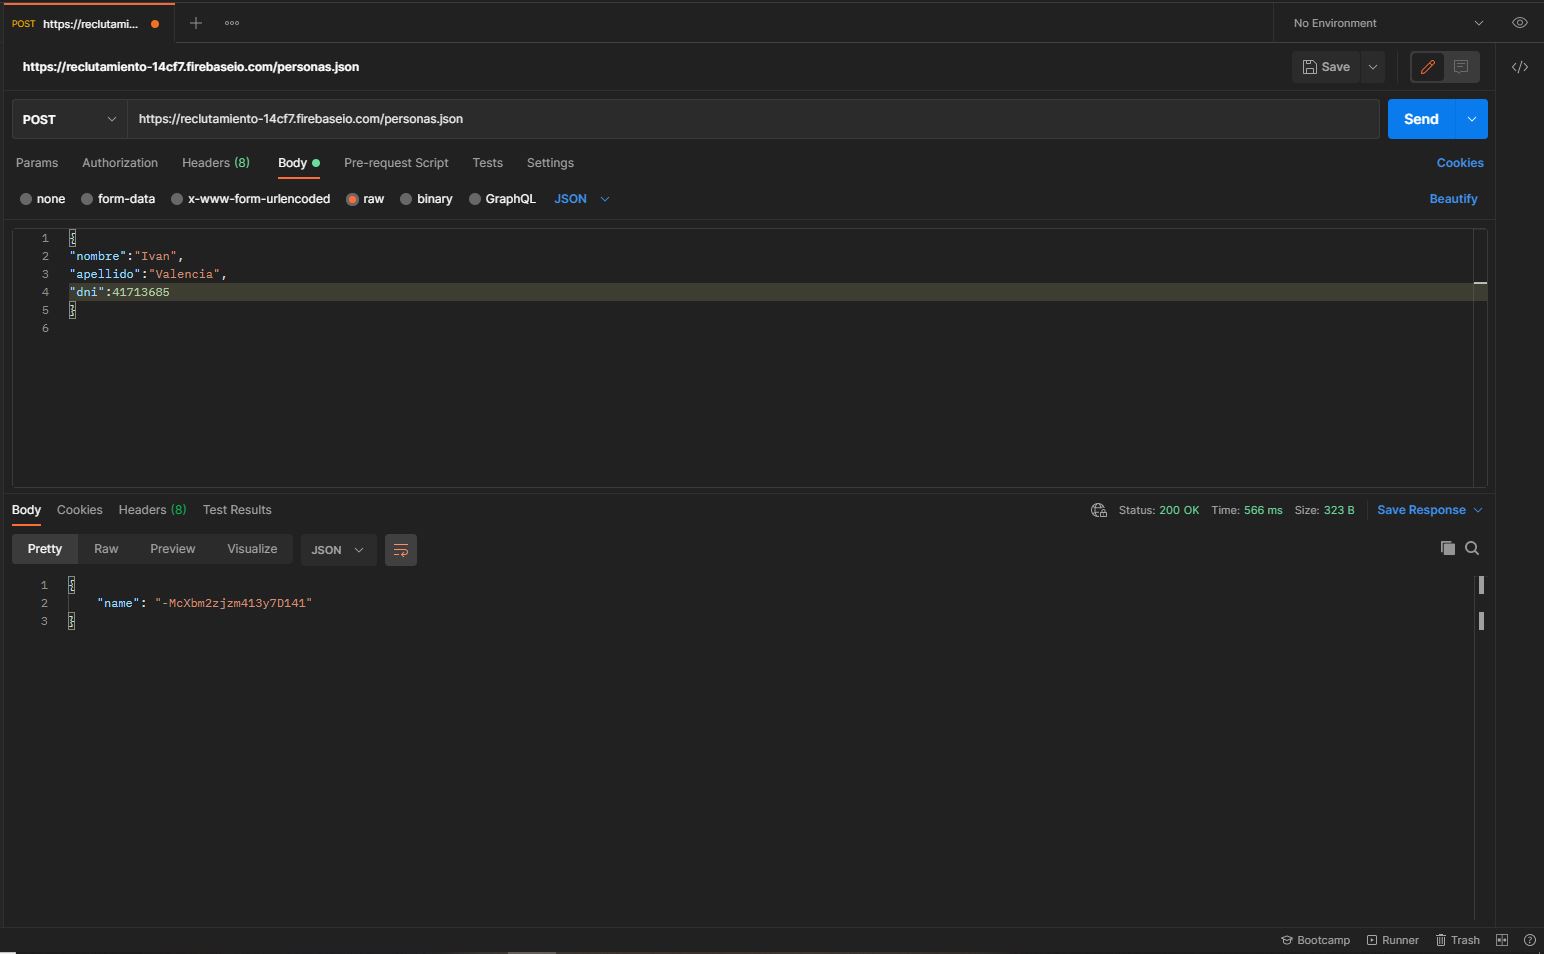 POST https://reclutami...
No Environment
https://reclutamiento-14cf7.firebaseio.com/personas.json
Save
POST https://reclutamiento-14cf7.firebaseio.com/personas.json Send
Params Authorization Headers (8) Body Pre-request Script Tests Settings Cookies
none form-data x-www-form-urlencoded raw binary GraphQL JSON Beautify
1 {
2 "nombre":"Ivan",
3 "apellido":"Valencia",
4 "dni":41713685
5 }
6
Body Cookies Headers (8) Test Results Status: 200 OK Time: 566 ms Size: 323 B Save Response
Pretty Raw Preview Visualize JSON
1 {
2 "name": "-McXbm2zjzm413y7D141"
3 }
Bootcamp Runner Trash